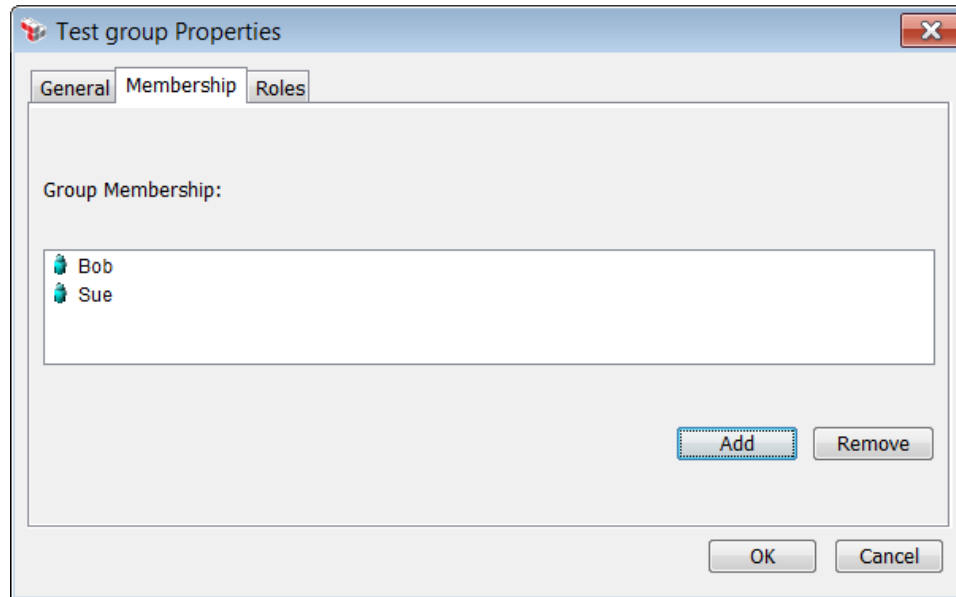 Test group Properties
General Membership Roles
Group Membership:
Bob
Sue
Add Remove
OK Cancel